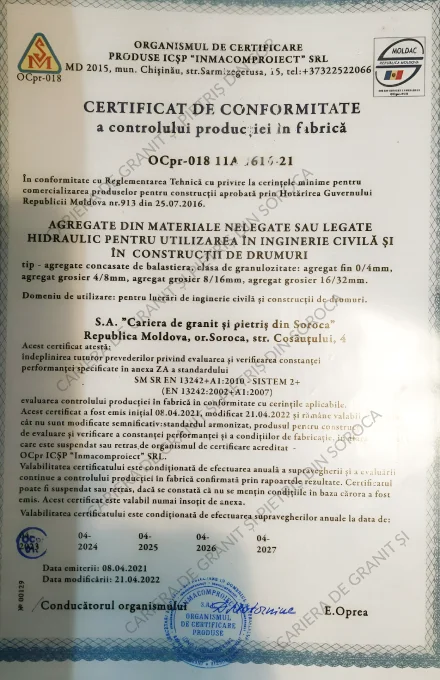 ORGANISMUL DE CERTIFICARE
PRODUSE ICȘP "INMACOMPROIECT" SRL
MD 2015, mun. Chișinău, str.Sarmizegetusa, 15, tel:+37322522066
OCpr-018
MOLDAC
REPUBLICA MOLDOVA
CERTIFICAT DE CONFORMITATE
a controlului producției în fabrică
OCpr-018 11A 1616-21
În conformitate cu Reglementarea Tehnică cu privire la cerințele minime pentru
comercializarea produselor pentru construcții aprobată prin Hotărîrea Guvernului
Republicii Moldova nr.913 din 25.07.2016.
AGREGATE DIN MATERIALE NELEGATE SAU LEGATE
HIDRAULIC PENTRU UTILIZAREA ÎN INGINERIE CIVILĂ ȘI
ÎN CONSTRUCȚII DE DRUMURI
tip - agregate concasate de balastiera, clasa de granulozitate: agregat fin 0/4mm,
agregat grosier 4/8mm, agregat grosier 8/16mm, agregat grosier 16/32mm.
Domeniu de utilizare: pentru lucrări de inginerie civilă și construcții de drumuri.
S.A. "Cariera de granit și pietriș din Soroca"
Republica Moldova, or.Soroca, str. Cosăuțului, 4
Acest certificat atestă:
îndeplinirea tuturor prevederilor privind evaluarea și verificarea constanței
performanței specificate în anexa ZA a standardului
SM SR EN 13242+A1:2010 - SISTEM 2+
(EN 13242:2002+A1:2007)
evaluarea controlului producției în fabrică în conformitate cu cerințele aplicabile.
Acest certificat a fost emis inițial 08.04.2021, modificat 21.04.2022 și rămâne valabil
cât nu sunt modificate semnificativ:standardul armonizat, produsul pentru construc
de evaluare și verificare a constanței performanței și a condițiilor de fabricație,
care este suspendat sau retras de organismul de certificare acreditat -
OCpr ICȘP "Inmacomproiect" SRL.
Valabilitatea certificatului este condiționată de efectuarea anuală a supravegherii și a evaluării
continue a controlului producției în fabrică confirmată prin rapoartele rezultate. Certificatul
poate fi suspendat sau retras, dacă se constată că nu se mențin condițiile în baza cărora a fost
emis. Acest certificat este valabil numai însoțit de anexa.
Valabilitatea certificatului este condiționată de efectuarea supravegherilor anuale la data de:
04-
2023
04-
2024
04-
2025
04-
2026
04-
2027
Data emiterii: 08.04.2021
Data modificării: 21.04.2022
№ 00129
Conducătorul organismului
E.Oprea
INMACOMPROIECT
ORGANISMUL
DE CERTIFICARE
PRODUSE
CARIERA DE GRANIT ȘI PIETRIȘ DIN SOROCA